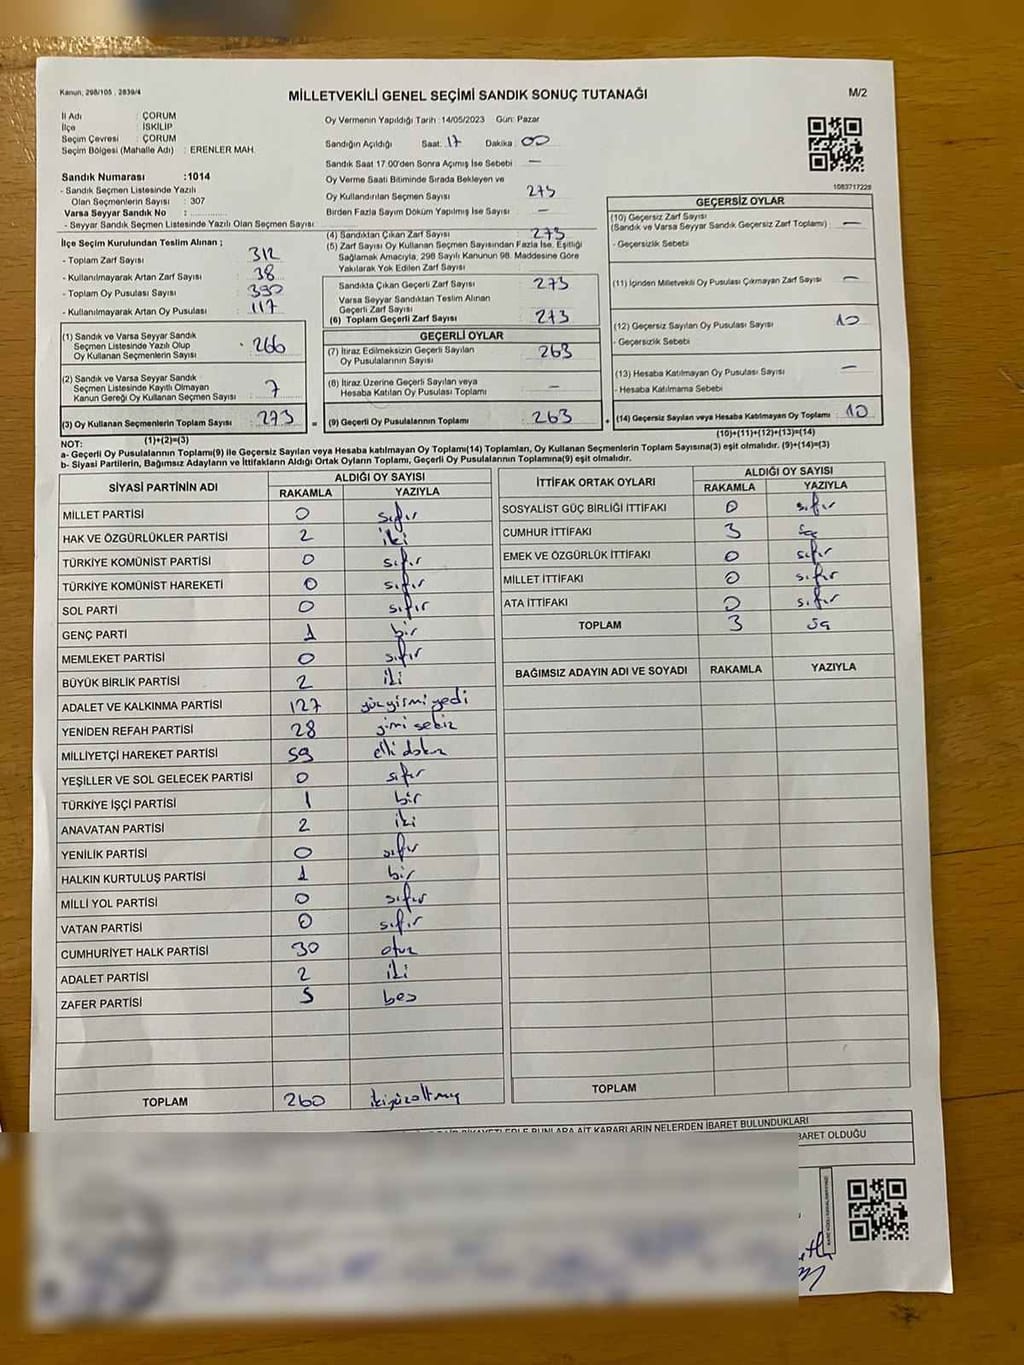 Kanun; 298/105 , 2839/4
MİLLETVEKİLİ GENEL SEÇİMİ SANDIK SONUÇ TUTANAĞI
M/2
İl Adı : ÇORUM
İlçe : İSKİLİP
Seçim Çevresi : ÇORUM
Seçim Bölgesi (Mahalle Adı) : ERENLER MAH.
Sandık Numarası :1014
- Sandık Seçmen Listesinde Yazılı
Olan Seçmenlerin Sayısı : 307
Varsa Seyyar Sandık No :
- Seyyar Sandık Seçmen Listesinde Yazılı Olan Seçmen Sayısı
İlçe Seçim Kurulundan Teslim Alınan ;
- Toplam Zarf Sayısı 312
- Kullanılmayarak Artan Zarf Sayısı 38
- Toplam Oy Pusulası Sayısı 390
- Kullanılmayarak Artan Oy Pusulası 117
(1) Sandık ve Varsa Seyyar Sandık
Seçmen Listesinde Yazılı Olup
Oy Kullanan Seçmenlerin Sayısı 266
(2) Sandık ve Varsa Seyyar Sandık
Seçmen Listesinde Kayıtlı Olmayan
Kanun Gereği Oy Kullanan Seçmen Sayısı 7
(3) Oy Kullanan Seçmenlerin Toplam Sayısı 273
(1)+(2)=(3)
Oy Vermenin Yapıldığı Tarih :14/05/2023 Gün: Pazar
Sandığın Açıldığı Saat: 17 Dakika: 00
Sandık Saat 17.00'den Sonra Açımış İse Sebebi —
Oy Verme Saati Bitiminde Sırada Bekleyen ve
Oy Kullandırılan Seçmen Sayısı 273
Birden Fazla Sayım Döküm Yapılmış İse Sayısı —
(4) Sandıktan Çıkan Zarf Sayısı 273
(5) Zarf Sayısı Oy Kullanan Seçmen Sayısından Fazla İse, Eşitliği
Sağlamak Amacıyla, 298 Sayılı Kanunun 98. Maddesine Göre
Yakılarak Yok Edilen Zarf Sayısı
Sandıkta Çıkan Geçerli Zarf Sayısı 273
Varsa Seyyar Sandıktan Teslim Alınan
Geçerli Zarf Sayısı
(6) Toplam Geçerli Zarf Sayısı 273
GEÇERLİ OYLAR
(7) İtiraz Edilmeksizin Geçerli Sayılan
Oy Pusulalarının Sayısı 263
(8) İtiraz Üzerine Geçerli Sayılan veya
Hesaba Katılan Oy Pusulası Toplamı —
= (9) Geçerli Oy Pusulalarının Toplamı 263
1083717228
GEÇERSİZ OYLAR
(10) Geçersiz Zarf Sayısı
(Sandık ve Varsa Seyyar Sandık Geçersiz Zarf Toplamı) —
- Geçersizlik Sebebi
(11) İçinden Milletvekili Oy Pusulası Çıkmayan Zarf Sayısı —
(12) Geçersiz Sayılan Oy Pusulası Sayısı 10
- Geçersizlik Sebebi
(13) Hesaba Katılmayan Oy Pusulası Sayısı —
- Hesaba Katılmama Sebebi
+ (14) Geçersiz Sayılan veya Hesaba Katılmayan Oy Toplamı 10
(10)+(11)+(12)+(13)=(14)
NOT:
a- Geçerli Oy Pusulalarının Toplamı(9) ile Geçersiz Sayılan veya Hesaba katılmayan Oy Toplamı(14) Toplamları, Oy Kullanan Seçmenlerin Toplam Sayısına(3) eşit olmalıdır. (9)+(14)=(3)
b- Siyasi Partilerin, Bağımsız Adayların ve İttifakların Aldığı Ortak Oyların Toplamı, Geçerli Oy Pusulalarının Toplamına(9) eşit olmalıdır.
SİYASİ PARTİNİN ADI ALDIĞI OY SAYISI
RAKAMLA YAZIYLA
MİLLET PARTİSİ 0 sıfır
HAK VE ÖZGÜRLÜKLER PARTİSİ 2 iki
TÜRKİYE KOMÜNİST PARTİSİ 0 sıfır
TÜRKİYE KOMÜNİST HAREKETİ 0 sıfır
SOL PARTİ 0 sıfır
GENÇ PARTİ 1 bir
MEMLEKET PARTİSİ 0 sıfır
BÜYÜK BİRLİK PARTİSİ 2 iki
ADALET VE KALKINMA PARTİSİ 127 yüzyirmi yedi
YENİDEN REFAH PARTİSİ 28 yirmi sekiz
MİLLİYETÇİ HAREKET PARTİSİ 59 elli dokuz
YEŞİLLER VE SOL GELECEK PARTİSİ 0 sıfır
TÜRKİYE İŞÇİ PARTİSİ 1 bir
ANAVATAN PARTİSİ 2 iki
YENİLİK PARTİSİ 0 sıfır
HALKIN KURTULUŞ PARTİSİ 1 bir
MİLLİ YOL PARTİSİ 0 sıfır
VATAN PARTİSİ 0 sıfır
CUMHURİYET HALK PARTİSİ 30 otuz
ADALET PARTİSİ 2 iki
ZAFER PARTİSİ 5 beş
TOPLAM 260 ikiyüzaltmış
İTTİFAK ORTAK OYLARI ALDIĞI OY SAYISI
RAKAMLA YAZIYLA
SOSYALİST GÜÇ BİRLİĞİ İTTİFAKI 0 sıfır
CUMHUR İTTİFAKI 3 üç
EMEK VE ÖZGÜRLÜK İTTİFAKI 0 sıfır
MİLLET İTTİFAKI 0 sıfır
ATA İTTİFAKI 0 sıfır
TOPLAM 3 üç
BAĞIMSIZ ADAYIN ADI VE SOYADI RAKAMLA YAZIYLA
TOPLAM
KARARLARIN NELERDEN İBARET BULUNDUKLARI
BARET OLDUĞU